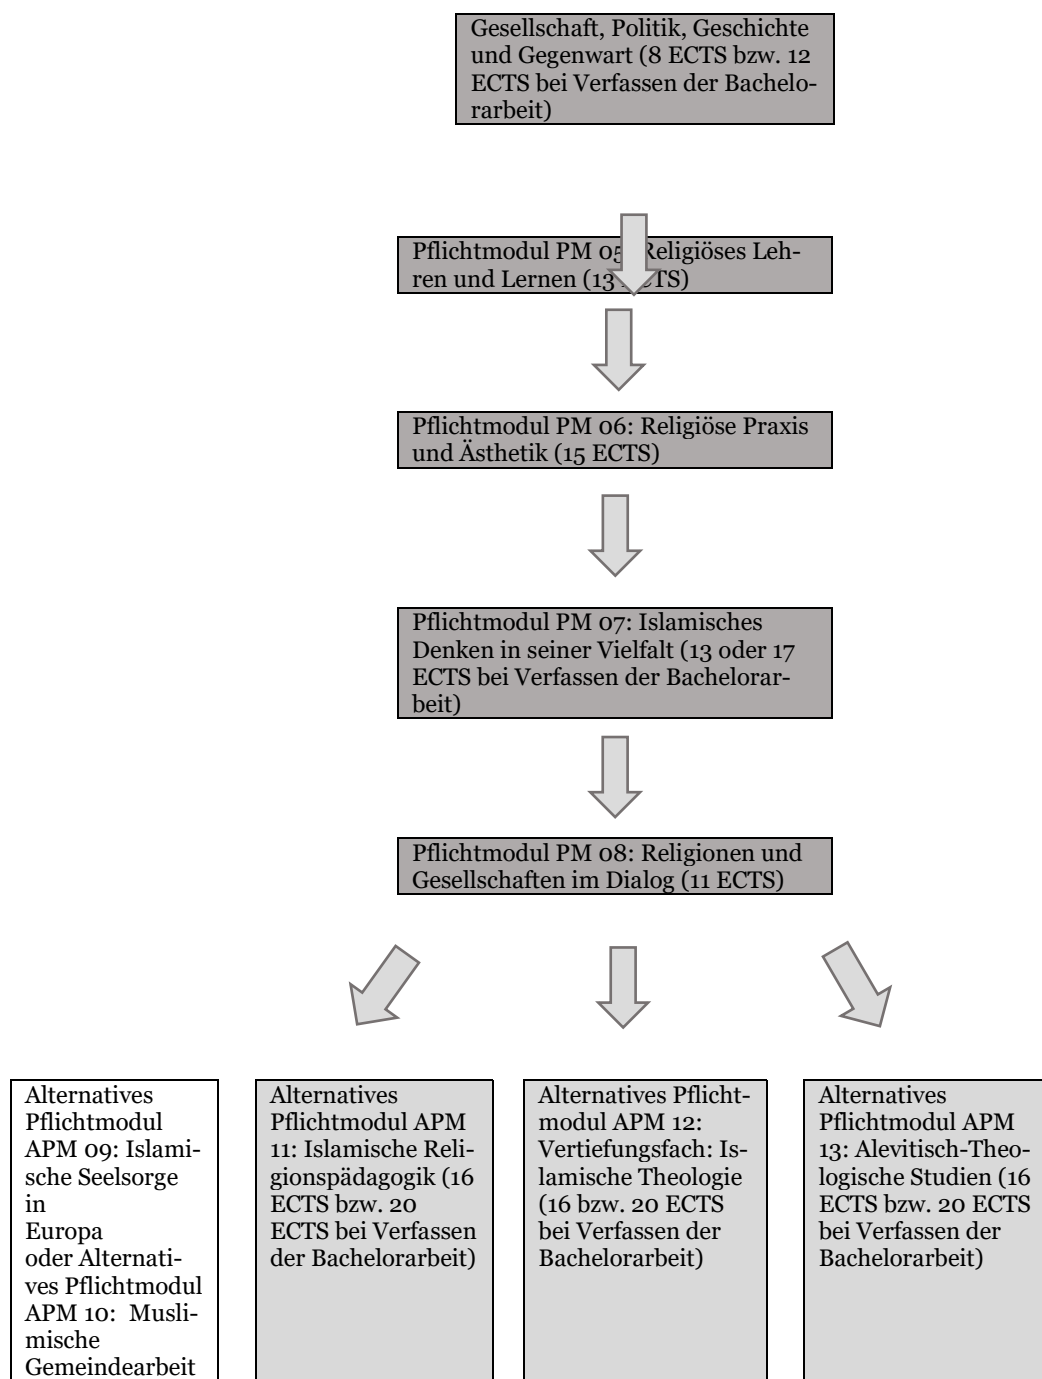 Gesellschaft, Politik, Geschichte
und Gegenwart (8 ECTS bzw. 12
ECTS bei Verfassen der Bachelo-
rarbeit)
Pflichtmodul PM 05: Religiöses Leh-
ren und Lernen (13 ECTS)
Pflichtmodul PM 06: Religiöse Praxis
und Ästhetik (15 ECTS)
Pflichtmodul PM 07: Islamisches
Denken in seiner Vielfalt (13 oder 17
ECTS bei Verfassen der Bachelorar-
beit)
Pflichtmodul PM 08: Religionen und
Gesellschaften im Dialog (11 ECTS)
Alternatives
Pflichtmodul
APM 09: Islami-
sche Seelsorge
in
Europa
oder Alternati-
ves Pflichtmodul
APM 10: Musli-
mische
Gemeindearbeit
Alternatives
Pflichtmodul APM
11: Islamische Reli-
gionspädagogik (16
ECTS bzw. 20
ECTS bei Verfassen
der Bachelorarbeit)
Alternatives Pflicht-
modul APM 12:
Vertiefungsfach: Is-
lamische Theologie
(16 bzw. 20 ECTS
bei Verfassen der
Bachelorarbeit)
Alternatives
Pflichtmodul APM
13: Alevitisch-Theo-
logische Studien (16
ECTS bzw. 20 ECTS
bei Verfassen der
Bachelorarbeit)